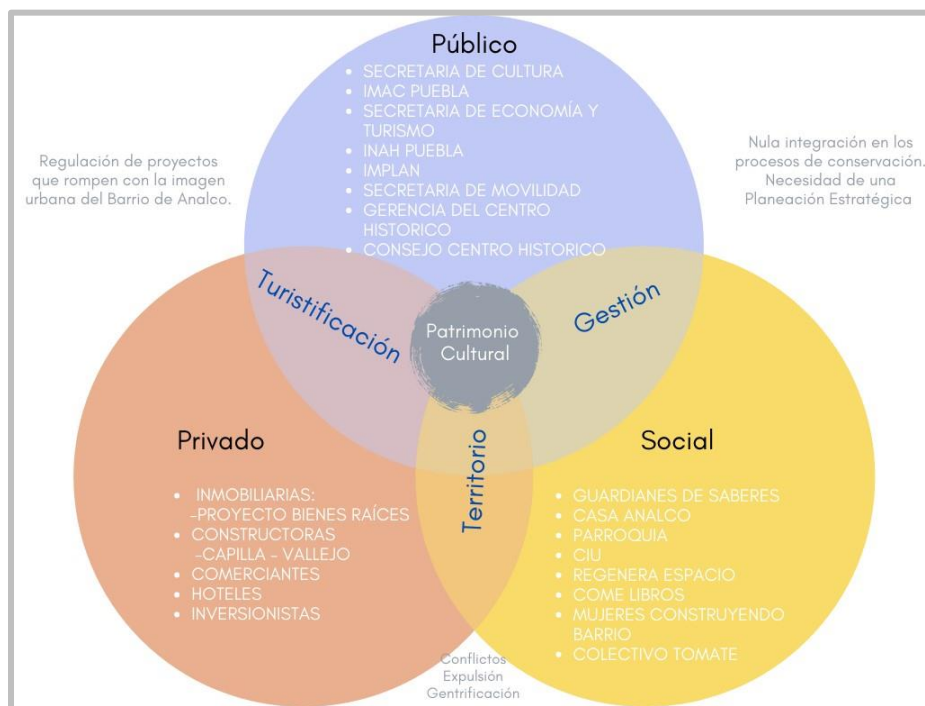 Público
• SECRETARIA DE CULTURA
• IMAC PUEBLA
• SECRETARIA DE ECONOMÍA Y
TURISMO
• INAH PUEBLA
• IMPLAN
• SECRETARIA DE MOVILIDAD
• GERENCIA DEL CENTRO
HISTORICO
• CONSEJO CENTRO HISTORICO
Regulación de proyectos
que rompen con la imagen
urbana del Barrio de Analco.
Nula integración en los
procesos de conservación.
Necesidad de una
Planeación Estratégica
Turistificación
Gestión
Patrimonio
Cultural
Territorio
Privado
• INMOBILIARIAS:
-PROYECTO BIENES RAÍCES
• CONSTRUCTORAS
-CAPILLA - VALLEJO
• COMERCIANTES
• HOTELES
• INVERSIONISTAS
Social
• GUARDIANES DE SABERES
• CASA ANALCO
• PARROQUIA
• CIU
• REGENERA ESPACIO
• COME LIBROS
• MUJERES CONSTRUYENDO
BARRIO
• COLECTIVO TOMATE
Conflictos
Expulsión
Gentrificación